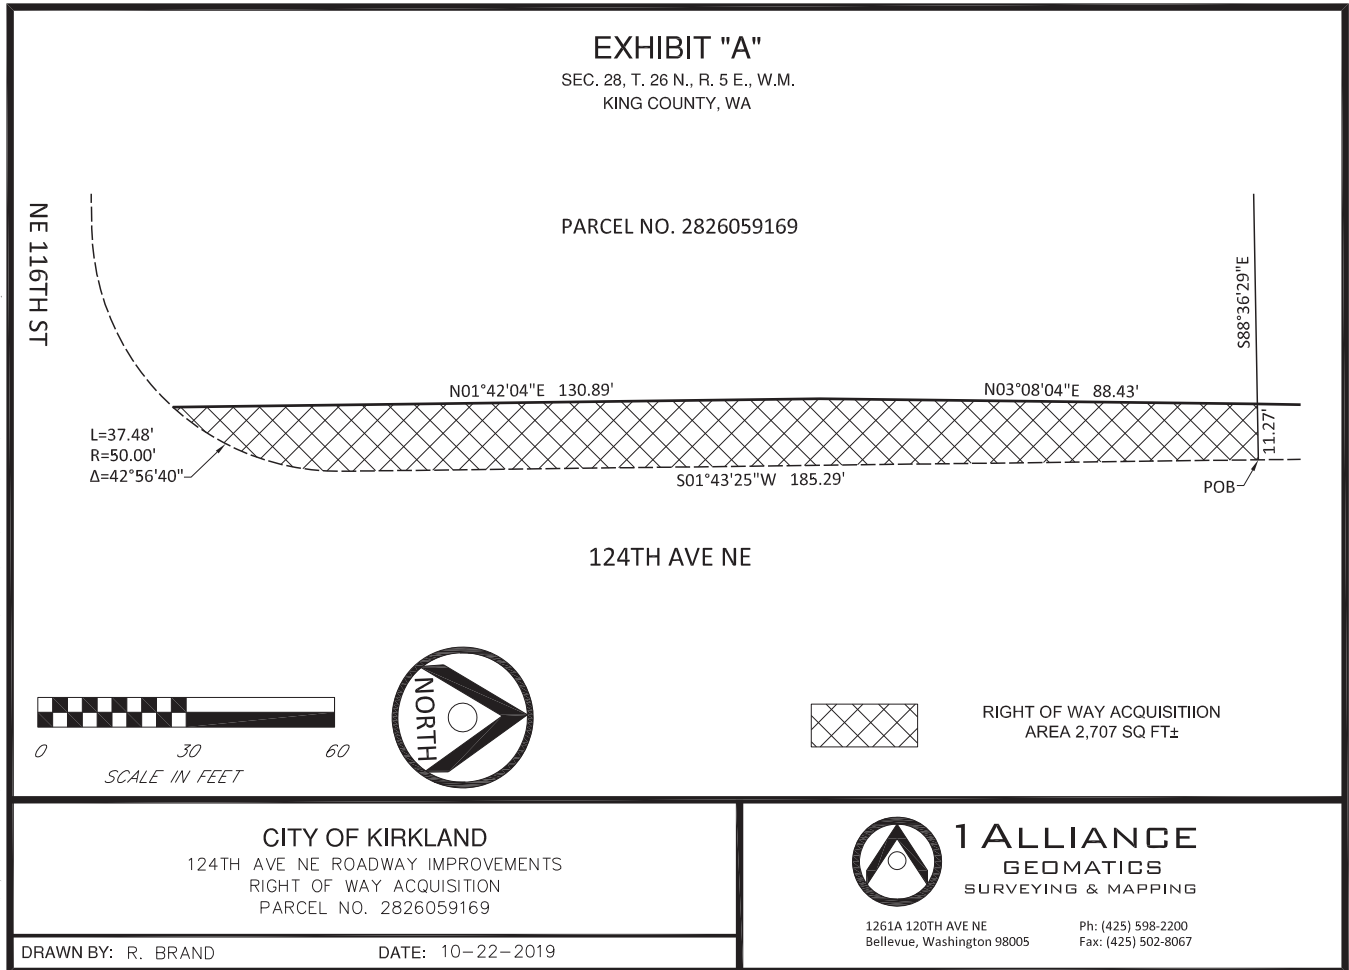 EXHIBIT "A"
SEC. 28, T. 26 N., R. 5 E., W.M.
KING COUNTY, WA
NE 116TH ST
PARCEL NO. 2826059169
S88°36'29"E
N01°42'04"E 130.89'
N03°08'04"E 88.43'
11.27'
L=37.48'
R=50.00'
Δ=42°56'40"
S01°43'25"W 185.29'
POB
124TH AVE NE
0 30 60
SCALE IN FEET
NORTH
RIGHT OF WAY ACQUISITIION
AREA 2,707 SQ FT±
CITY OF KIRKLAND
124TH AVE NE ROADWAY IMPROVEMENTS
RIGHT OF WAY ACQUISITION
PARCEL NO. 2826059169
DRAWN BY: R. BRAND DATE: 10-22-2019
1 ALLIANCE
GEOMATICS
SURVEYING & MAPPING
1261A 120TH AVE NE Ph: (425) 598-2200
Bellevue, Washington 98005 Fax: (425) 502-8067